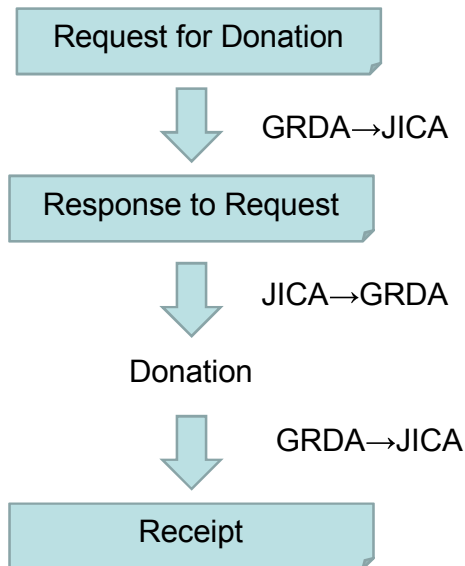 Request for Donation
GRDA→JICA
Response to Request
JICA→GRDA
Donation
GRDA→JICA
Receipt